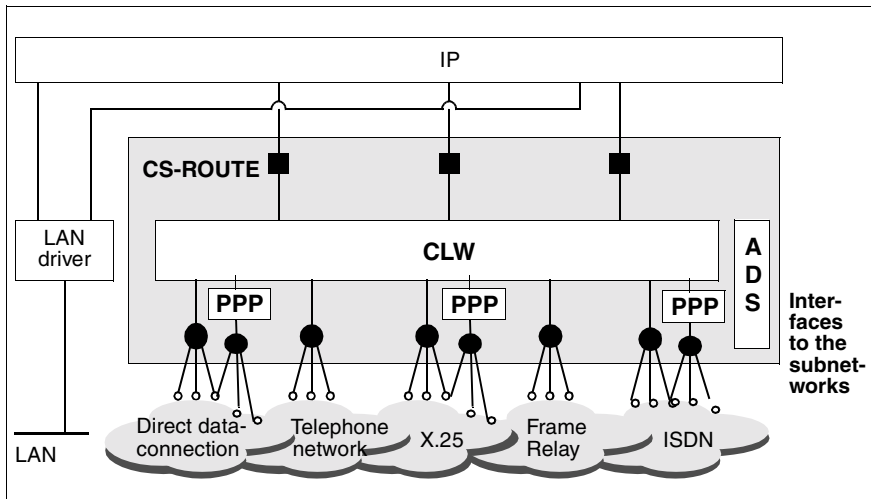 IP
CS-ROUTE
LAN
driver
CLW
A
D
S
PPP
PPP
PPP
Inter-
faces
to the
subnet-
works
Direct data-
connection
Telephone
network
X.25
Frame
Relay
ISDN
LAN